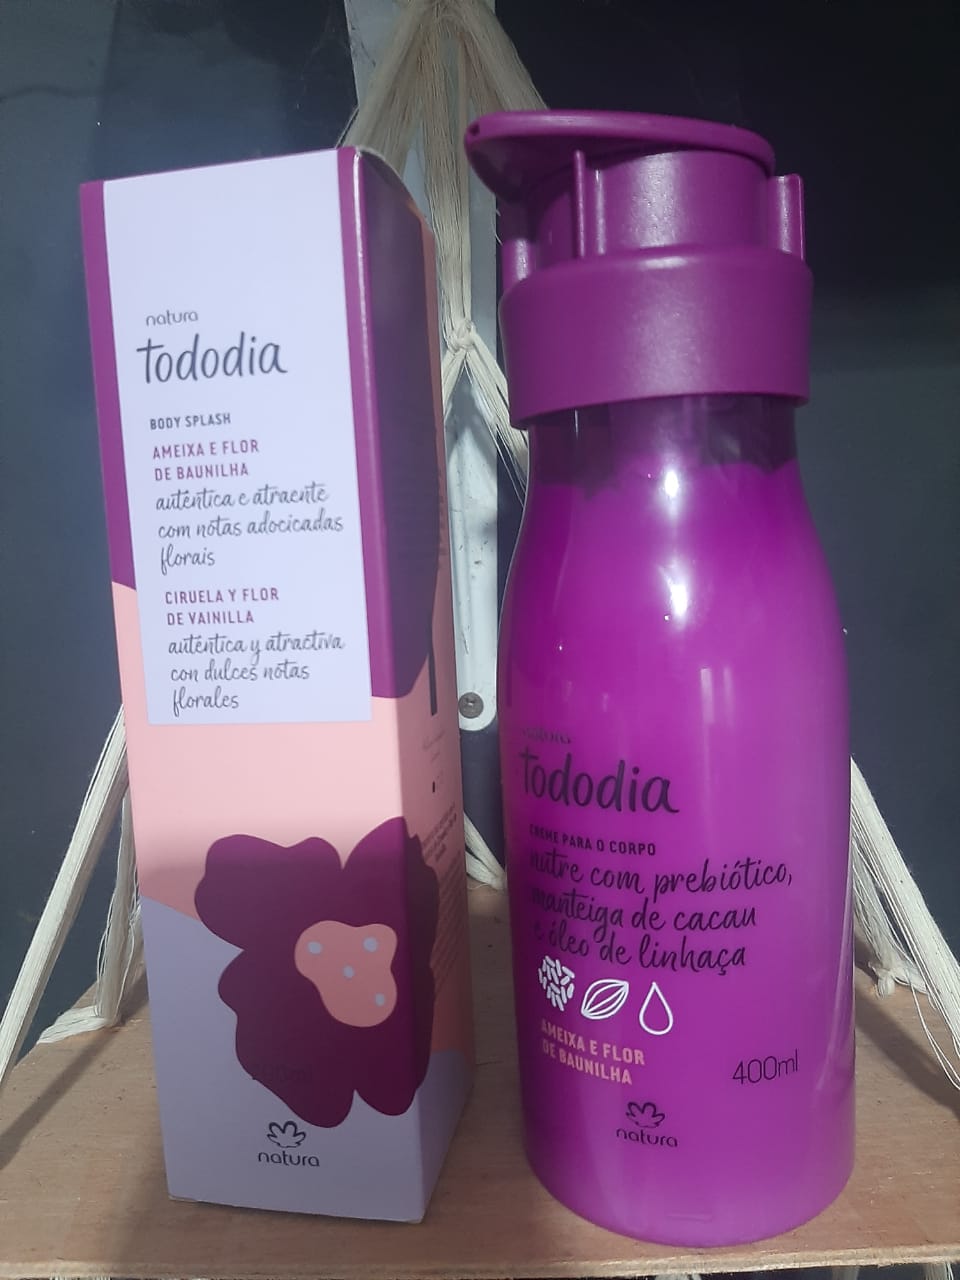 natura
tododia
BODY SPLASH
AMEIXA E FLOR
DE BAUNILHA
autêntica e atraente
com notas adocicadas
florais
CIRUELA Y FLOR
DE VAINILLA
auténtica y atractiva
con dulces notas
florales
natura
natura
tododia
CREME PARA O CORPO
nutre com prebiótico,
manteiga de cacau
e óleo de linhaça
AMEIXA E FLOR
DE BAUNILHA
400ml
natura